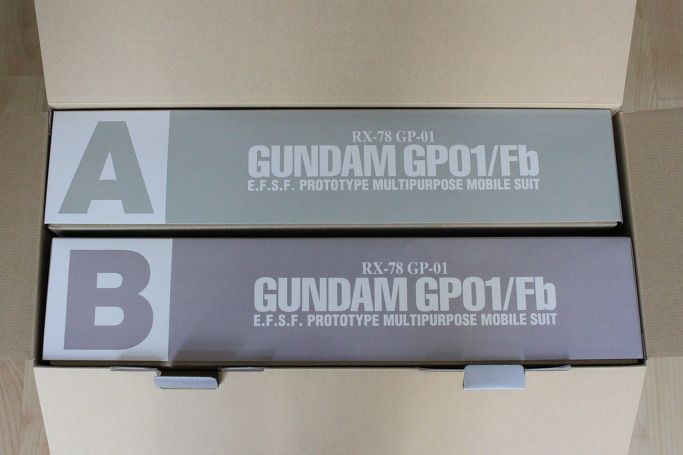 A
RX-78 GP-01
GUNDAM GP01/Fb
E.F.S.F. PROTOTYPE MULTIPURPOSE MOBILE SUIT
B
RX-78 GP-01
GUNDAM GP01/Fb
E.F.S.F. PROTOTYPE MULTIPURPOSE MOBILE SUIT